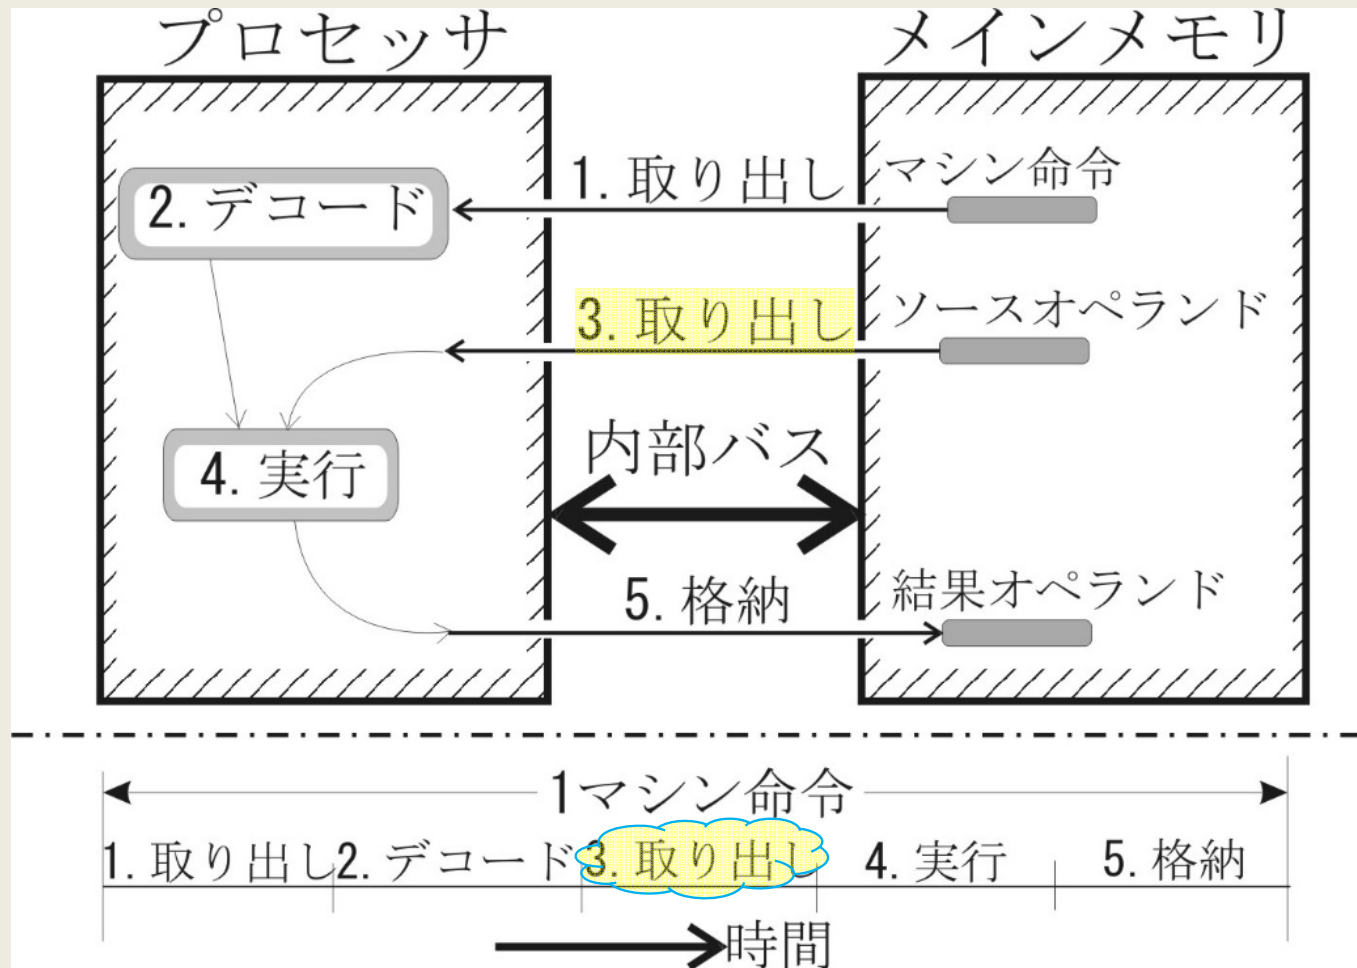 プロセッサ
メインメモリ
1. 取り出し
マシン命令
2. デコード
3. 取り出し
ソースオペランド
内部バス
4. 実行
5. 格納
結果オペランド
1マシン命令
1. 取り出し 2. デコード 3. 取り出し 4. 実行 5. 格納
時間